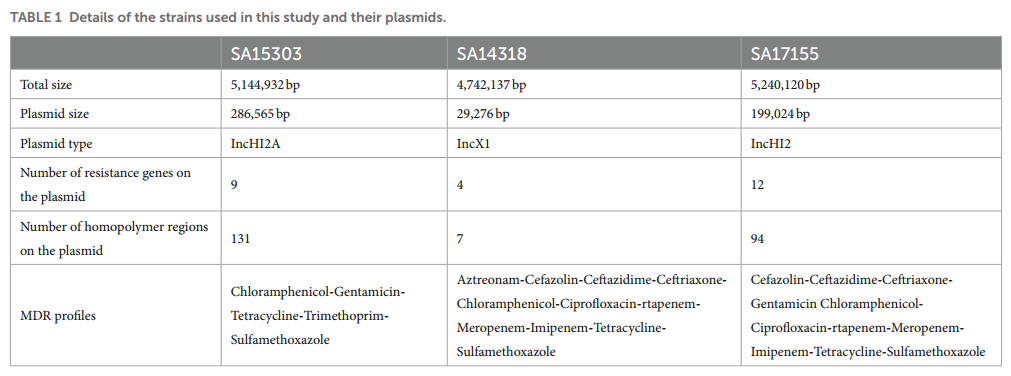 TABLE 1 Details of the strains used in this study and their plasmids.
SA15303 SA14318 SA17155
Total size 5,144,932 bp 4,742,137 bp 5,240,120 bp
Plasmid size 286,565 bp 29,276 bp 199,024 bp
Plasmid type IncHI2A IncX1 IncHI2
Number of resistance genes on
the plasmid
9 4 12
Number of homopolymer regions
on the plasmid
131 7 94
MDR profiles
Chloramphenicol-Gentamicin-
Tetracycline-Trimethoprim-
Sulfamethoxazole
Aztreonam-Cefazolin-Ceftazidime-Ceftriaxone-
Chloramphenicol-Ciprofloxacin-rtapenem-
Meropenem-Imipenem-Tetracycline-
Sulfamethoxazole
Cefazolin-Ceftazidime-Ceftriaxone-
Gentamicin Chloramphenicol-
Ciprofloxacin-rtapenem-Meropenem-
Imipenem-Tetracycline-Sulfamethoxazole